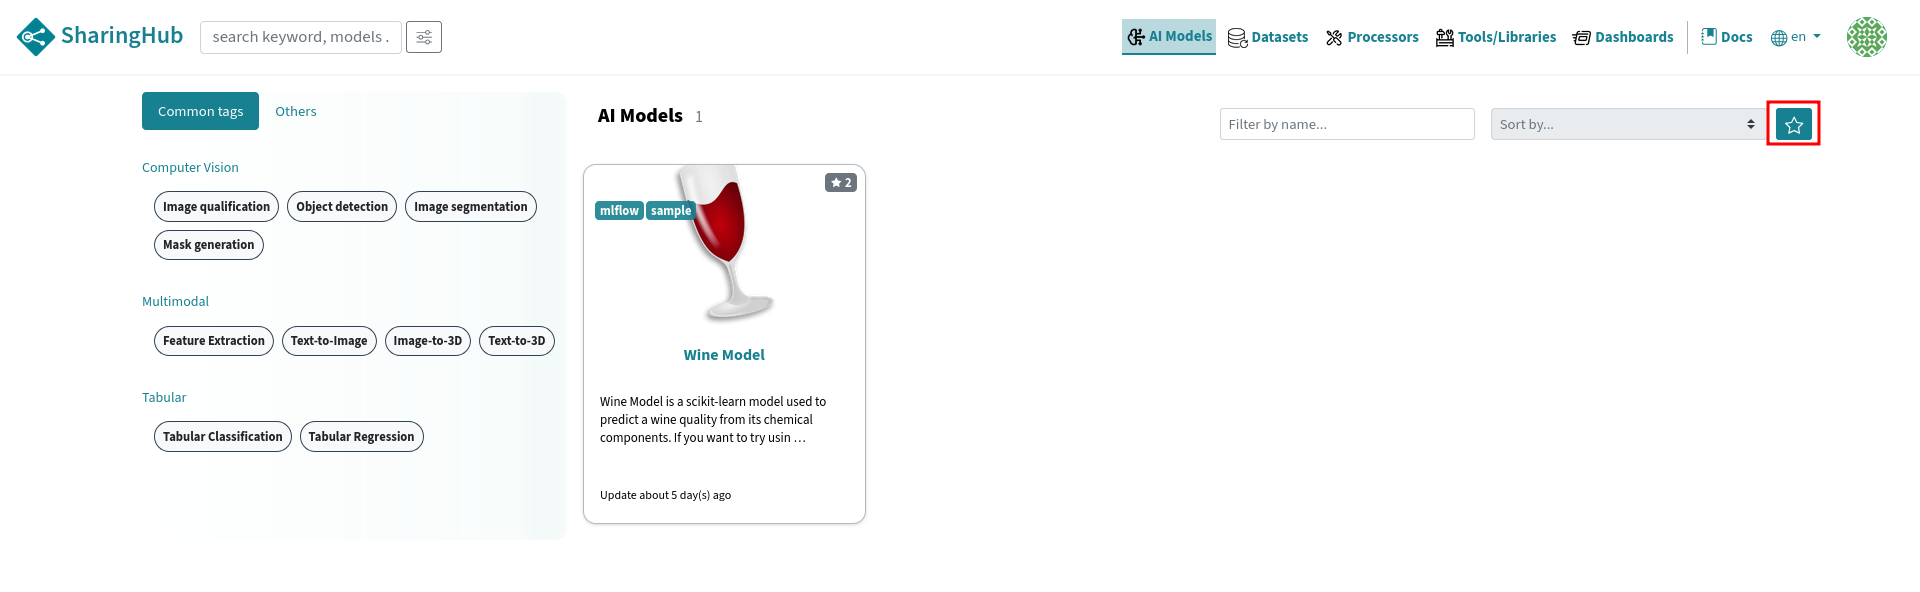 SharingHub
search keyword, models .
AI Models
Datasets
Processors
Tools/Libraries
Dashboards
Docs
en
Common tags
Others
Computer Vision
Image qualification
Object detection
Image segmentation
Mask generation
Multimodal
Feature Extraction
Text-to-Image
Image-to-3D
Text-to-3D
Tabular
Tabular Classification
Tabular Regression
AI Models 1
Filter by name...
Sort by...
2
mlflow
sample
Wine Model
Wine Model is a scikit-learn model used to
predict a wine quality from its chemical
components. If you want to try usin …
Update about 5 day(s) ago